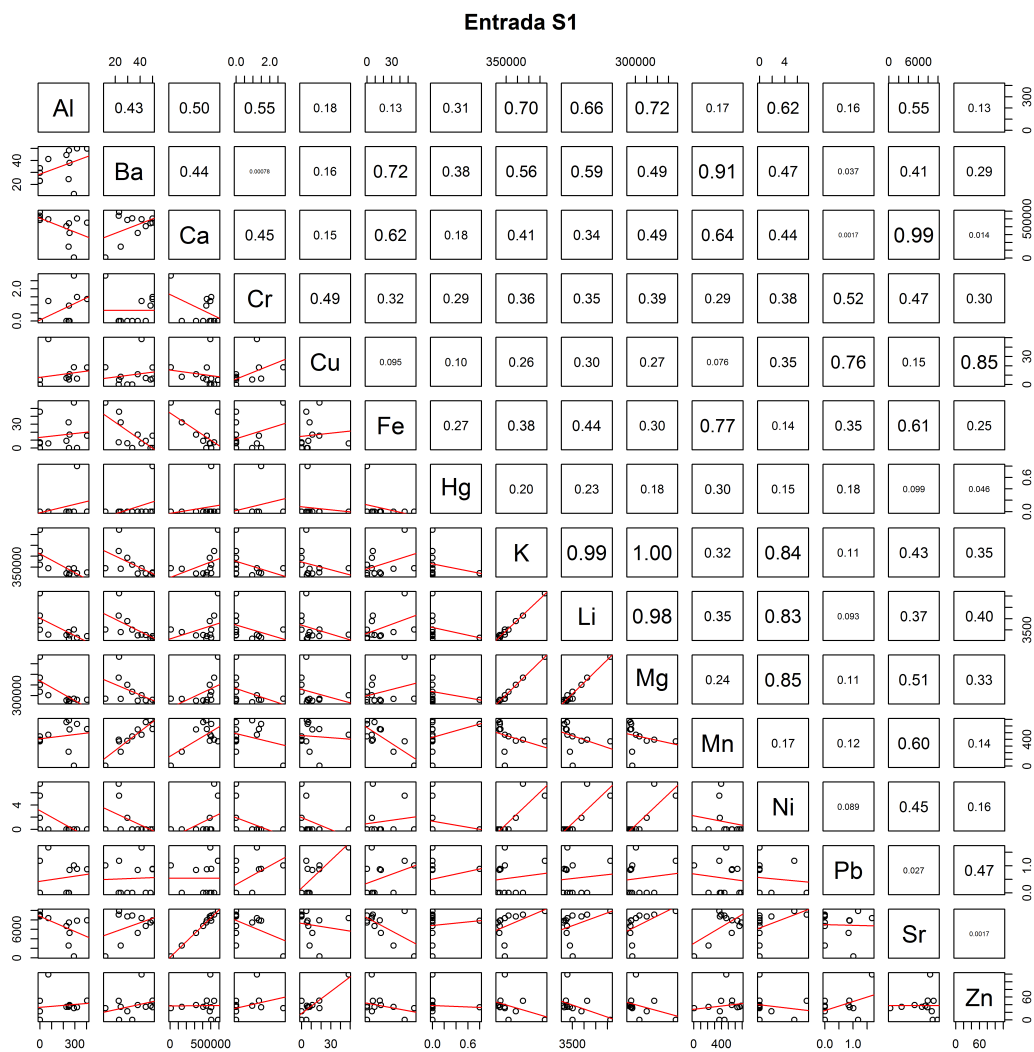 Entrada S1
20 40 0.0 2.0 0 30 350000 300000 0 4 0 6000
Al 0.43 0.50 0.55 0.18 0.13 0.31 0.70 0.66 0.72 0.17 0.62 0.16 0.55 0.13 0 300
20 40 Ba 0.44 0.00078 0.16 0.72 0.38 0.56 0.59 0.49 0.91 0.47 0.037 0.41 0.29
Ca 0.45 0.15 0.62 0.18 0.41 0.34 0.49 0.64 0.44 0.0017 0.99 0.014 0 500000
0.0 2.0 Cr 0.49 0.32 0.29 0.36 0.35 0.39 0.29 0.38 0.52 0.47 0.30
Cu 0.095 0.10 0.26 0.30 0.27 0.076 0.35 0.76 0.15 0.85 0 30
0 30 Fe 0.27 0.38 0.44 0.30 0.77 0.14 0.35 0.61 0.25
Hg 0.20 0.23 0.18 0.30 0.15 0.18 0.099 0.046 0.0 0.6
350000 K 0.99 1.00 0.32 0.84 0.11 0.43 0.35
Li 0.98 0.35 0.83 0.093 0.37 0.40 3500
300000 Mg 0.24 0.85 0.11 0.51 0.33
Mn 0.17 0.12 0.60 0.14 0 400
0 4 Ni 0.089 0.45 0.16
Pb 0.027 0.47 0.0 1.0
0 6000 Sr 0.0017
Zn 0 60
0 300 0 500000 0 30 0.0 0.6 3500 0 400 0.0 1.0 0 60